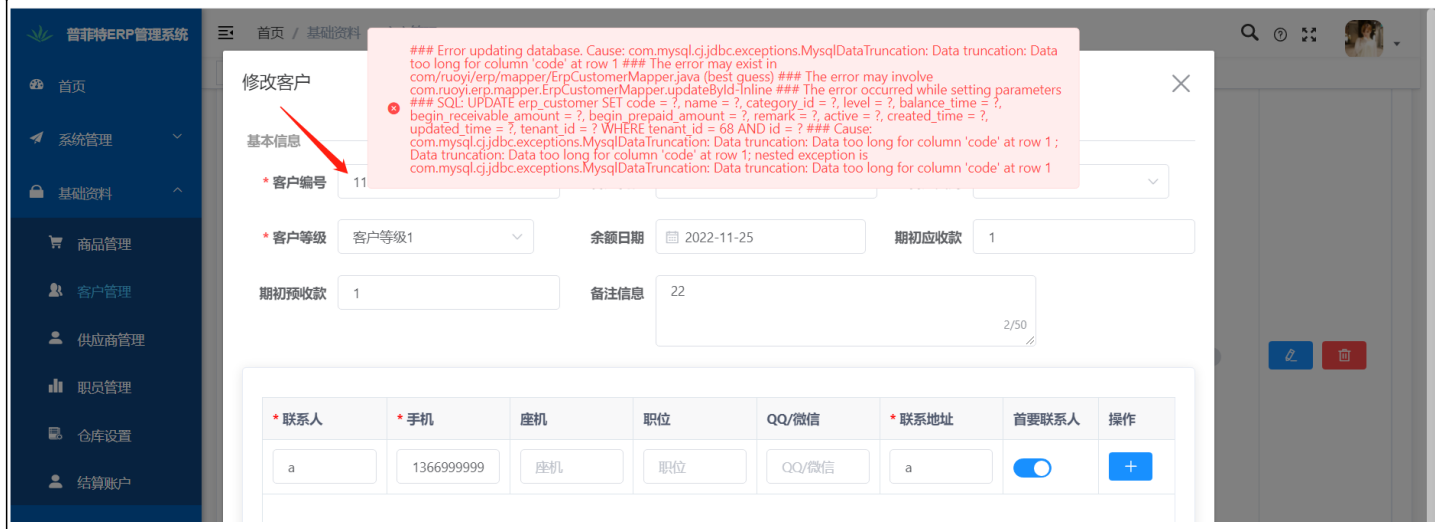 普菲特ERP管理系统
首页 / 基础资料
### Error updating database. Cause: com.mysql.cj.jdbc.exceptions.MysqlDataTruncation: Data truncation: Data
too long for column 'code' at row 1 ### The error may exist in
com/ruoyi/erp/mapper/ErpCustomerMapper.java (best guess) ### The error may involve
com.ruoyi.erp.mapper.ErpCustomerMapper.updateById-Inline ### The error occurred while setting parameters
### SQL: UPDATE erp_customer SET code = ?, name = ?, category_id = ?, level = ?, balance_time = ?,
begin_receivable_amount = ?, begin_prepaid_amount = ?, remark = ?, active = ?, created_time = ?,
updated_time = ?, tenant_id = ? WHERE tenant_id = 68 AND id = ? ### Cause:
com.mysql.cj.jdbc.exceptions.MysqlDataTruncation: Data truncation: Data too long for column 'code' at row 1 ;
Data truncation: Data too long for column 'code' at row 1; nested exception is
com.mysql.cj.jdbc.exceptions.MysqlDataTruncation: Data truncation: Data too long for column 'code' at row 1
首页
系统管理
基础资料
商品管理
客户管理
供应商管理
职员管理
仓库设置
结算账户
修改客户
基本信息
* 客户编号 11
* 客户等级 客户等级1 余额日期 2022-11-25 期初应收款 1
期初预收款 1 备注信息 22
2/50
* 联系人 * 手机 座机 职位 QQ/微信 * 联系地址 首要联系人 操作
a 1366999999 座机 职位 QQ/微信 a +